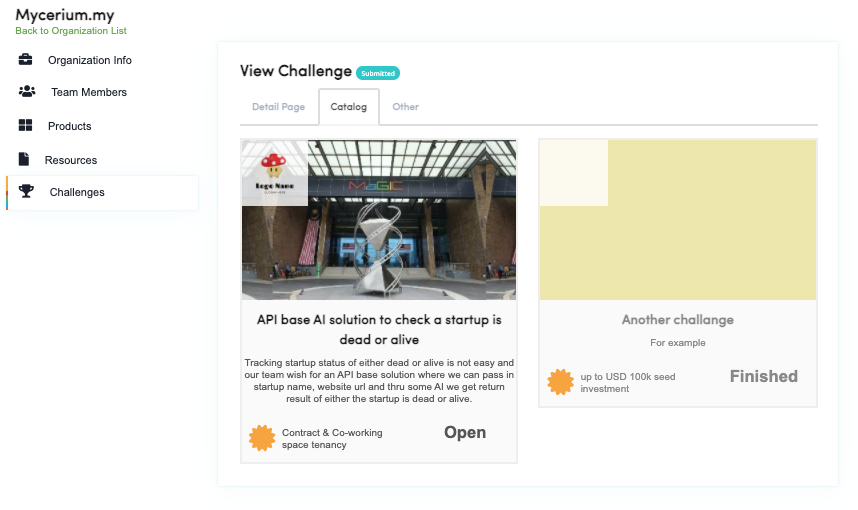 Mycerium.my
Back to Organization List
Organization Info
Team Members
Products
Resources
Challenges
View Challenge Submitted
Detail Page
Catalog
Other
Logo Nano
MaGIC
API base AI solution to check a startup is
dead or alive
Tracking startup status of either dead or alive is not easy and
our team wish for an API base solution where we can pass in
startup name, website url and thru some AI we get return
result of either the startup is dead or alive.
Contract & Co-working
space tenancy
Open
Another challange
For example
up to USD 100k seed
investment
Finished